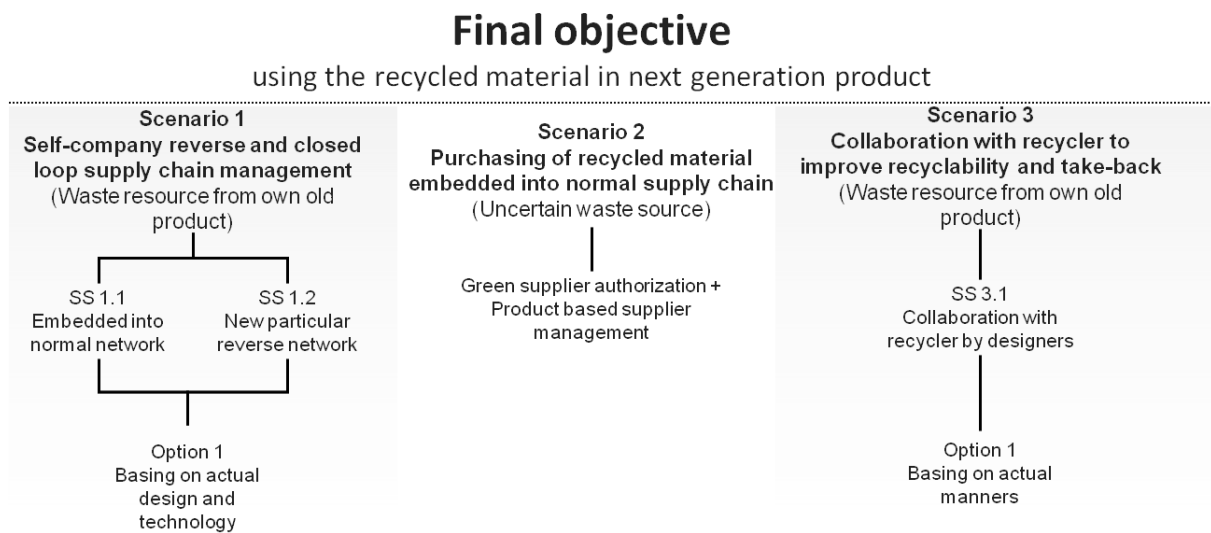 Final objective
using the recycled material in next generation product
Scenario 1
Self-company reverse and closed
loop supply chain management
(Waste resource from own old
product)
SS 1.1
Embedded into
normal network
SS 1.2
New particular
reverse network
Option 1
Basing on actual
design and
technology
Scenario 2
Purchasing of recycled material
embedded into normal supply chain
(Uncertain waste source)
Green supplier authorization +
Product based supplier
management
Scenario 3
Collaboration with recycler to
improve recyclability and take-back
(Waste resource from own old
product)
SS 3.1
Collaboration with
recycler by designers
Option 1
Basing on actual
manners